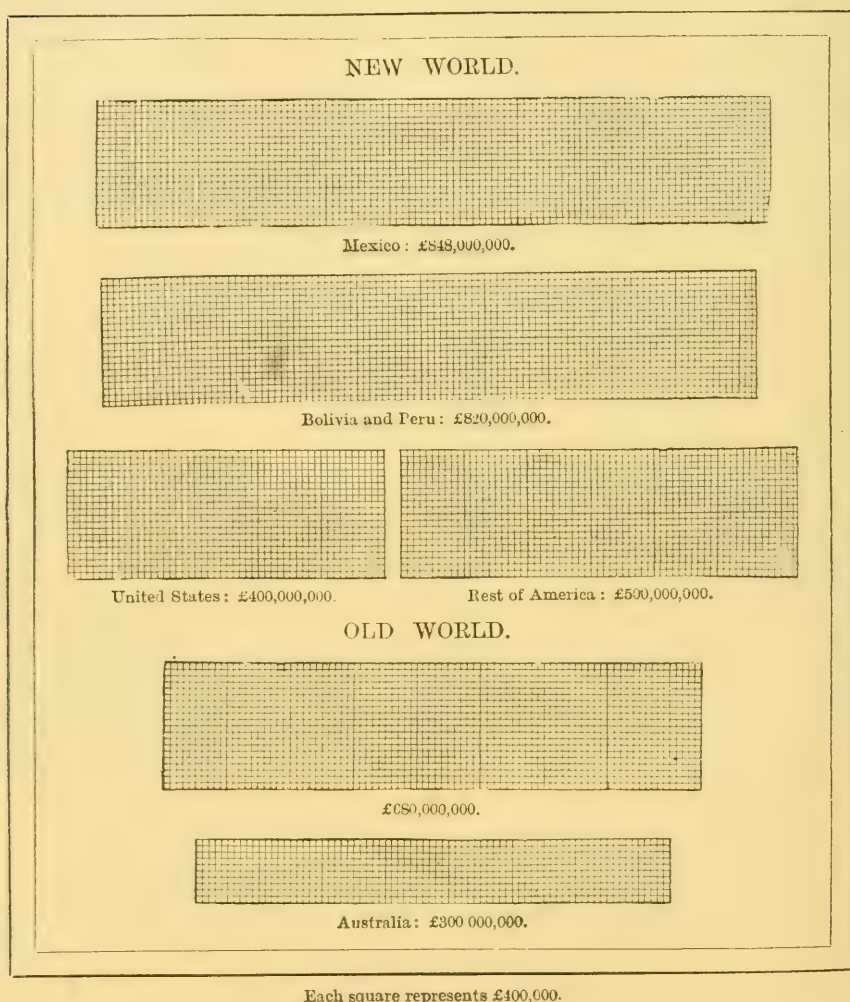 NEW WORLD.
Mexico: £848,000,000.
Bolivia and Peru: £820,000,000.
United States: £400,000,000.
Rest of America: £500,000,000.
OLD WORLD.
£680,000,000.
Australia: £300 000,000.
Each square represents £400,000.